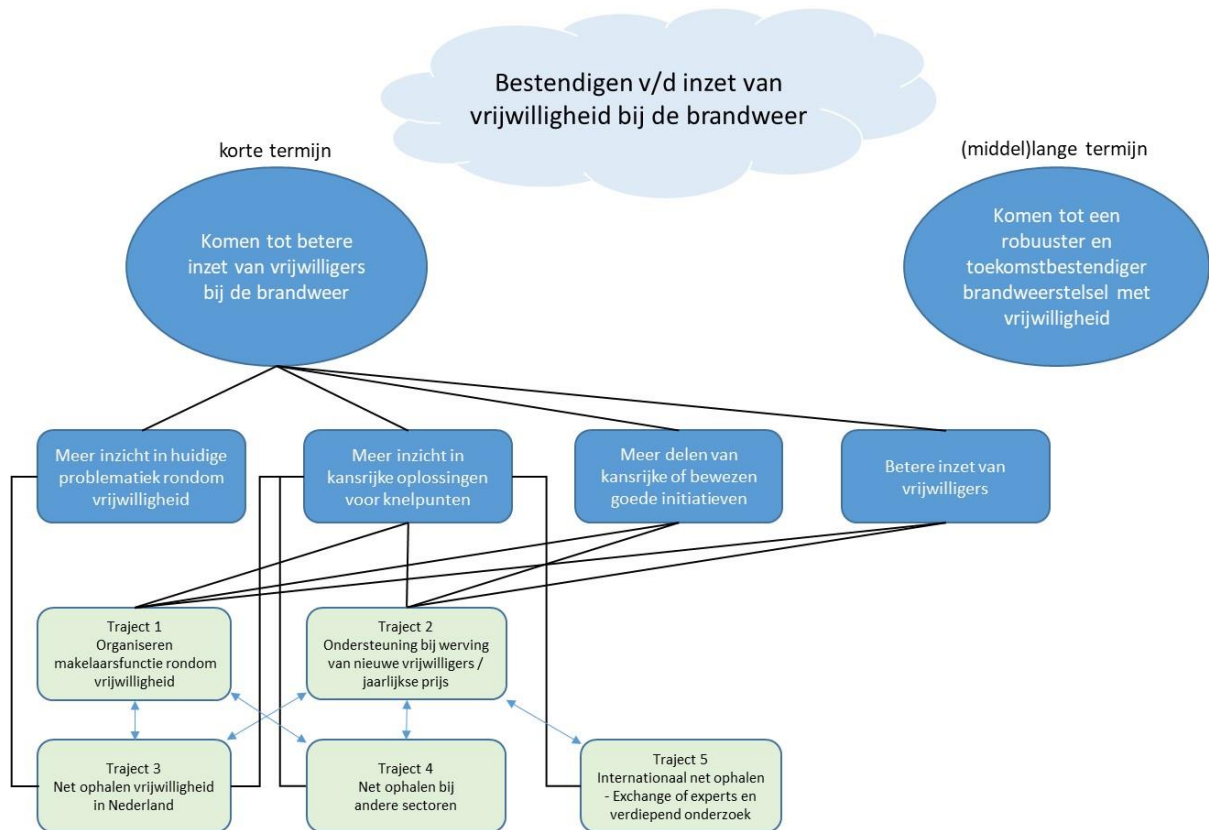 Bestendigen v/d inzet van
vrijwilligheid bij de brandweer
korte termijn
Komen tot betere
inzet van vrijwilligers
bij de brandweer
(middel)lange termijn
Komen tot een
robuuster en
toekomstbestendiger
brandweerstelsel met
vrijwilligheid
Meer inzicht in huidige
problematiek rondom
vrijwilligheid
Meer inzicht in
kansrijke oplossingen
voor knelpunten
Meer delen van
kansrijke of bewezen
goede initiatieven
Betere inzet van
vrijwilligers
Traject 1
Organiseren
makelaarsfunctie rondom
vrijwilligheid
Traject 2
Ondersteuning bij werving
van nieuwe vrijwilligers /
jaarlijkse prijs
Traject 3
Net ophalen vrijwilligheid
in Nederland
Traject 4
Net ophalen bij
andere sectoren
Traject 5
Internationaal net ophalen
- Exchange of experts en
verdiepend onderzoek